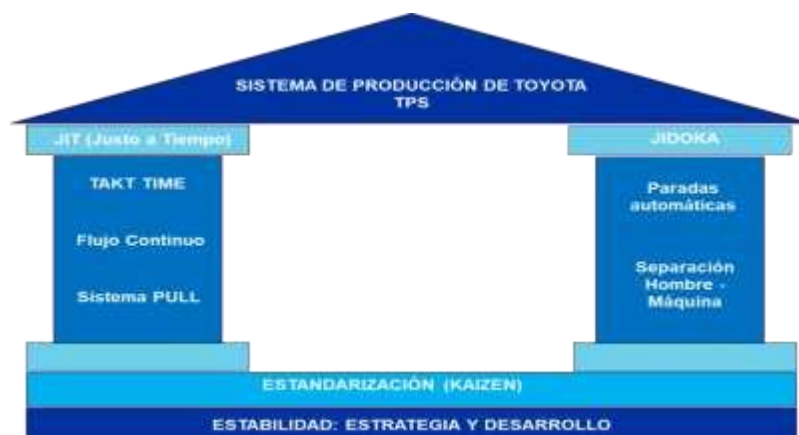 SISTEMA DE PRODUCCIÓN DE TOYOTA
TPS
JIT (Justo a Tiempo)
TAKT TIME
Flujo Continuo
Sistema PULL
JIDOKA
Paradas
automáticas
Separación
Hombre -
Máquina
ESTANDARIZACIÓN (KAIZEN)
ESTABILIDAD: ESTRATEGIA Y DESARROLLO